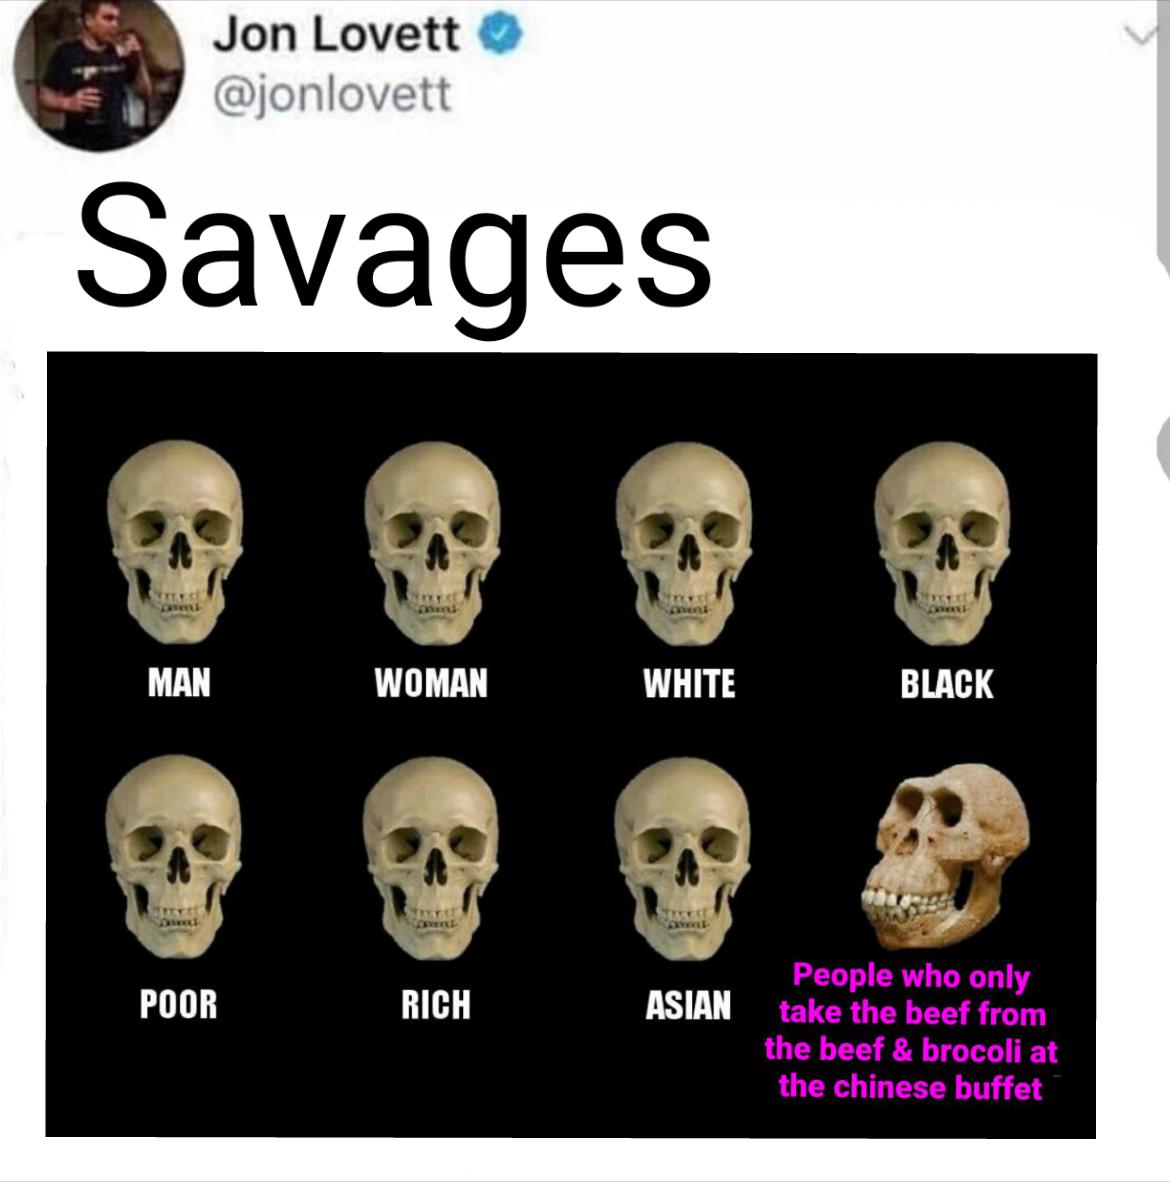 Jon Lovett
@jonlovett
Savages
MAN WOMAN WHITE BLACK
POOR RICH ASIAN
People who only
take the beef from
the beef & brocoli at
the chinese buffet